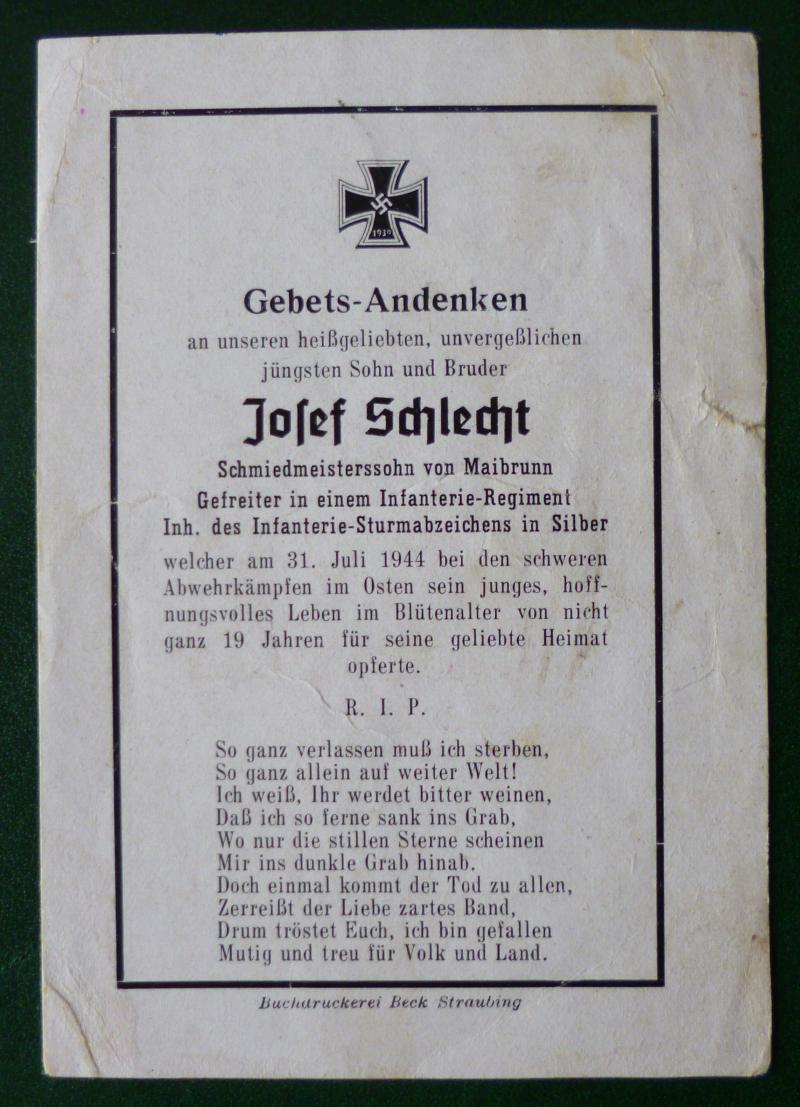 1939
Gebets-Andenken
an unseren heißgeliebten, unvergeßlichen
jüngsten Sohn und Bruder
Josef Schlecht
Schmiedmeisterssohn von Maibrunn
Gefreiter in einem Infanterie-Regiment
Inh. des Infanterie-Sturmabzeichens in Silber
welcher am 31. Juli 1944 bei den schweren
Abwehrkämpfen im Osten sein junges, hoff-
nungsvolles Leben im Blütenalter von nicht
ganz 19 Jahren für seine geliebte Heimat
opferte.
R. I. P.
So ganz verlassen muß ich sterben,
So ganz allein auf weiter Welt!
Ich weiß, Ihr werdet bitter weinen,
Daß ich so ferne sank ins Grab,
Wo nur die stillen Sterne scheinen
Mir ins dunkle Grab hinab.
Doch einmal kommt der Tod zu allen,
Zerreißt der Liebe zartes Band,
Drum tröstet Euch, ich bin gefallen
Mutig und treu für Volk und Land.
Buchdruckerei Beck Straubing